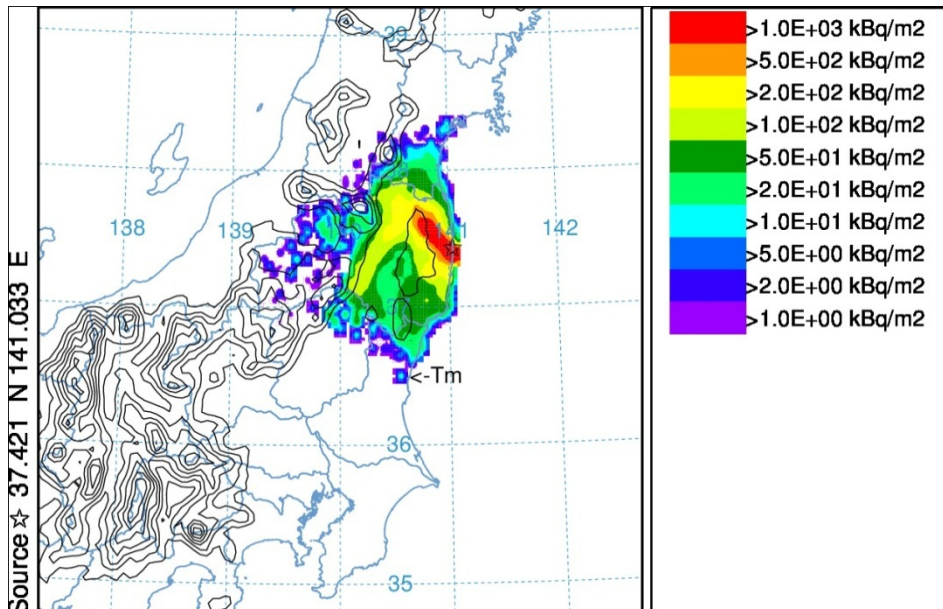 Source☆ 37.421 N 141.033 E
39
138
139
141
142
<-Tm
36
35
>1.0E+03 kBq/m2
>5.0E+02 kBq/m2
>2.0E+02 kBq/m2
>1.0E+02 kBq/m2
>5.0E+01 kBq/m2
>2.0E+01 kBq/m2
>1.0E+01 kBq/m2
>5.0E+00 kBq/m2
>2.0E+00 kBq/m2
>1.0E+00 kBq/m2